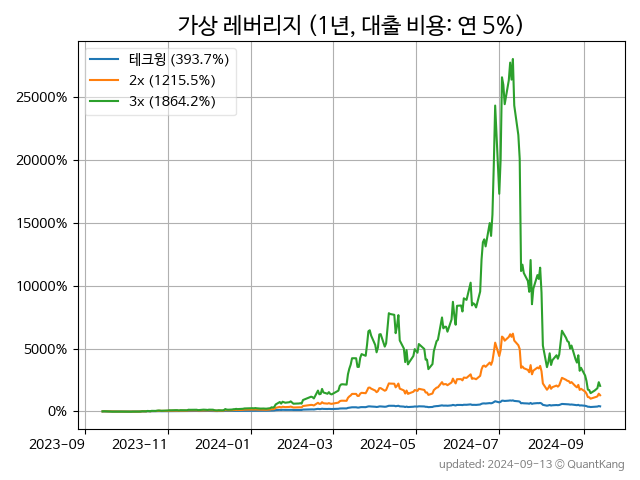 가상 레버리지 (1년, 대출 비용: 연 5%)
테크윙 (393.7%)
2x (1215.5%)
3x (1864.2%)
25000%
20000%
15000%
10000%
5000%
0%
2023-09 2023-11 2024-01 2024-03 2024-05 2024-07 2024-09
updated: 2024-09-13 © QuantKang